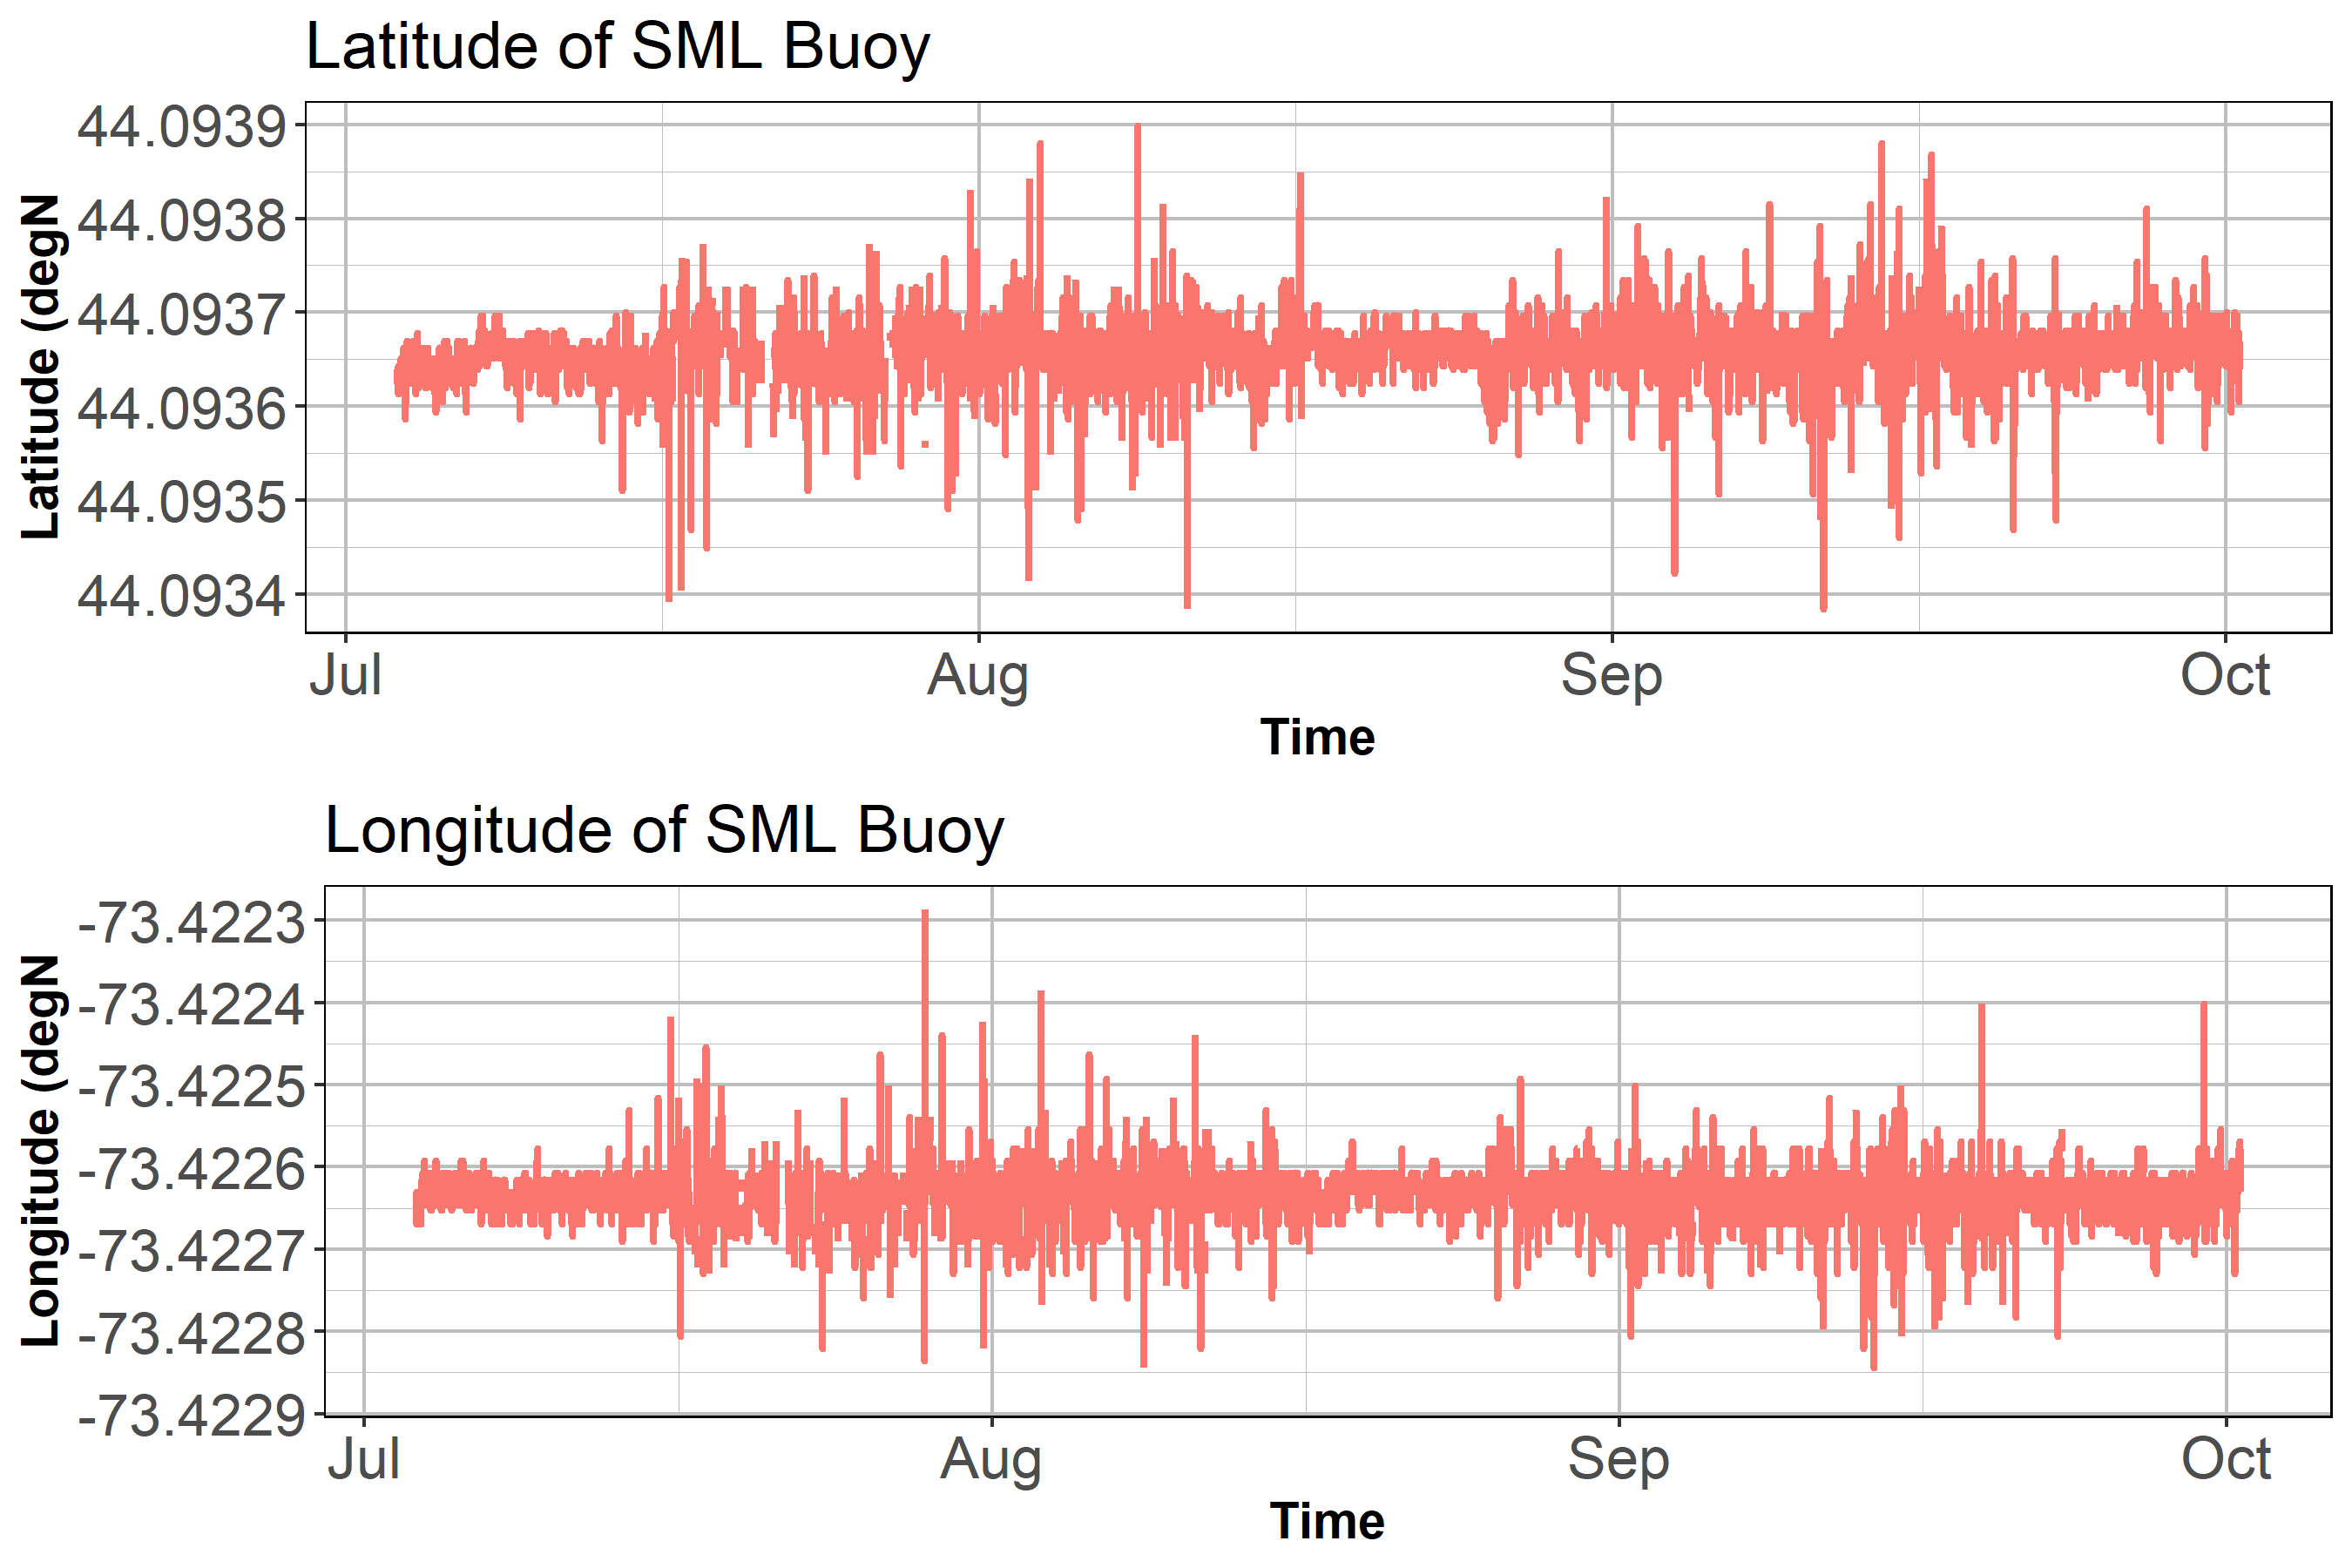 Latitude of SML Buoy
44.0939
44.0938
44.0937
44.0936
44.0935
44.0934
Latitude (degN
Jul Aug Sep Oct
Time
Longitude of SML Buoy
-73.4223
-73.4224
-73.4225
-73.4226
-73.4227
-73.4228
-73.4229
Longitude (degN
Jul Aug Sep Oct
Time